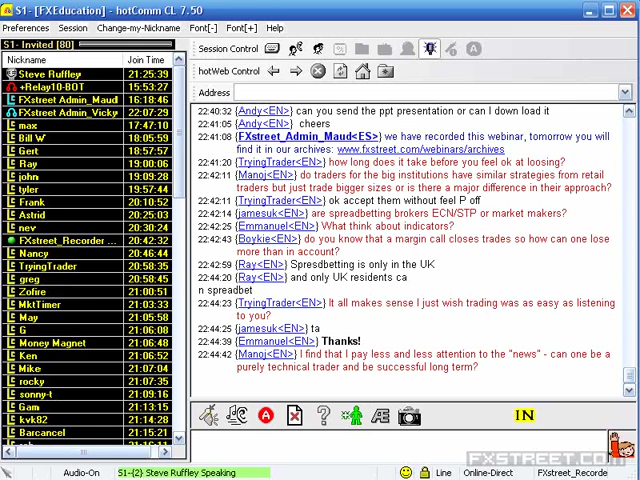 S1- [FXEducation] - hotComm CL 7.50
Preferences Session Change-my-Nickname Font[-] Font[+] Help
S1- Invited [80]
Nickname Join Time
Steve Ruffley 21:25:39
+Relay10-BOT 15:53:27
FXstreet Admin_Maud 16:18:46
FXstreet Admin_Vicky 22:07:29
max 17:47:10
Bill W 18:05:59
Gert 18:57:57
Ray 19:00:06
john 19:09:28
tyler 19:57:44
Frank 20:10:52
Astrid 20:25:03
nev 20:30:24
FXstreet_Recorder ... 20:42:32
Nancy 20:46:44
TryingTrader 20:58:35
greg 20:58:45
Zofire 21:00:51
MktTimer 21:03:33
May 21:05:58
G 21:06:08
Money Magnet 21:06:48
Ken 21:06:52
Mike 21:07:04
rocky 21:07:35
sonny-t 21:09:16
Gam 21:13:15
kvk82 21:14:28
Barcancel 21:15:21
Session Control
hotWeb Control
Address
22:40:32 {Andy<EN>} can you send the ppt presentation or can I down load it
22:41:05 {Andy<EN>} cheers
22:41:08 {FXstreet_Admin_Maud<ES>} we have recorded this webinar, tomorrow you will
find it in our archives: www.fxstreet.com/webinars/archives
22:41:20 {TryingTrader<EN>} how long does it take before you feel ok at loosing?
22:42:11 {Manoj<EN>} do traders for the big institutions have similar strategies from retail
traders but just trade bigger sizes or is there a major difference in their approach?
22:42:11 {TryingTrader<EN>} ok accept them without feel P off
22:42:14 {jamesuk<EN>} are spreadbetting brokers ECN/STP or market makers?
22:42:25 {Emmanuel<EN>} What think about indicators?
22:42:43 {Boykie<EN>} do you know that a margin call closes trades so how can one lose
more than in account?
22:42:59 {Ray<EN>} Spresdbetting is only in the UK
22:44:20 {Ray<EN>} and only UK residents ca
n spreadbet
22:44:23 {TryingTrader<EN>} It all makes sense I just wish trading was as easy as listening
to you?
22:44:25 {jamesuk<EN>} ta
22:44:39 {Emmanuel<EN>} Thanks!
22:44:42 {Manoj<EN>} I find that I pay less and less attention to the "news" - can one be a
purely technical trader and be successful long term?
IN
FXSTREET.COM
Audio-On S1-{2} Steve Ruffley Speaking Line Online-Direct FXstreet_Recorde